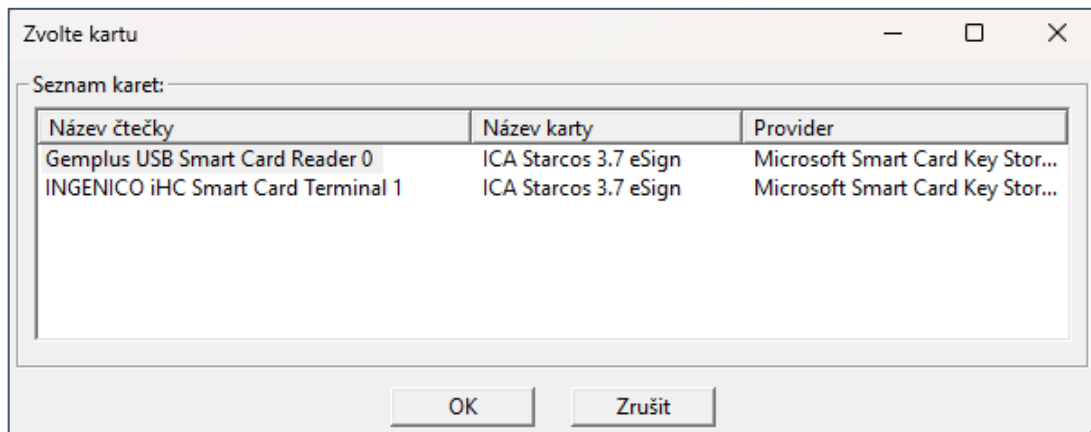 Zvolte kartu
Seznam karet:
Název čtečky Název karty Provider
Gemplus USB Smart Card Reader 0 ICA Starcos 3.7 eSign Microsoft Smart Card Key Stor...
INGENICO iHC Smart Card Terminal 1 ICA Starcos 3.7 eSign Microsoft Smart Card Key Stor...
OK Zrušit